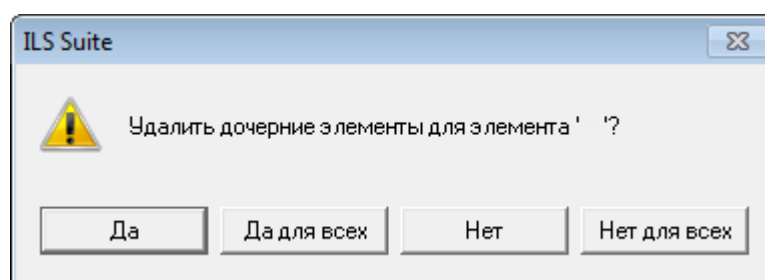 ILS Suite
Удалить дочерние элементы для элемента '   '?
Да
Да для всех
Нет
Нет для всех